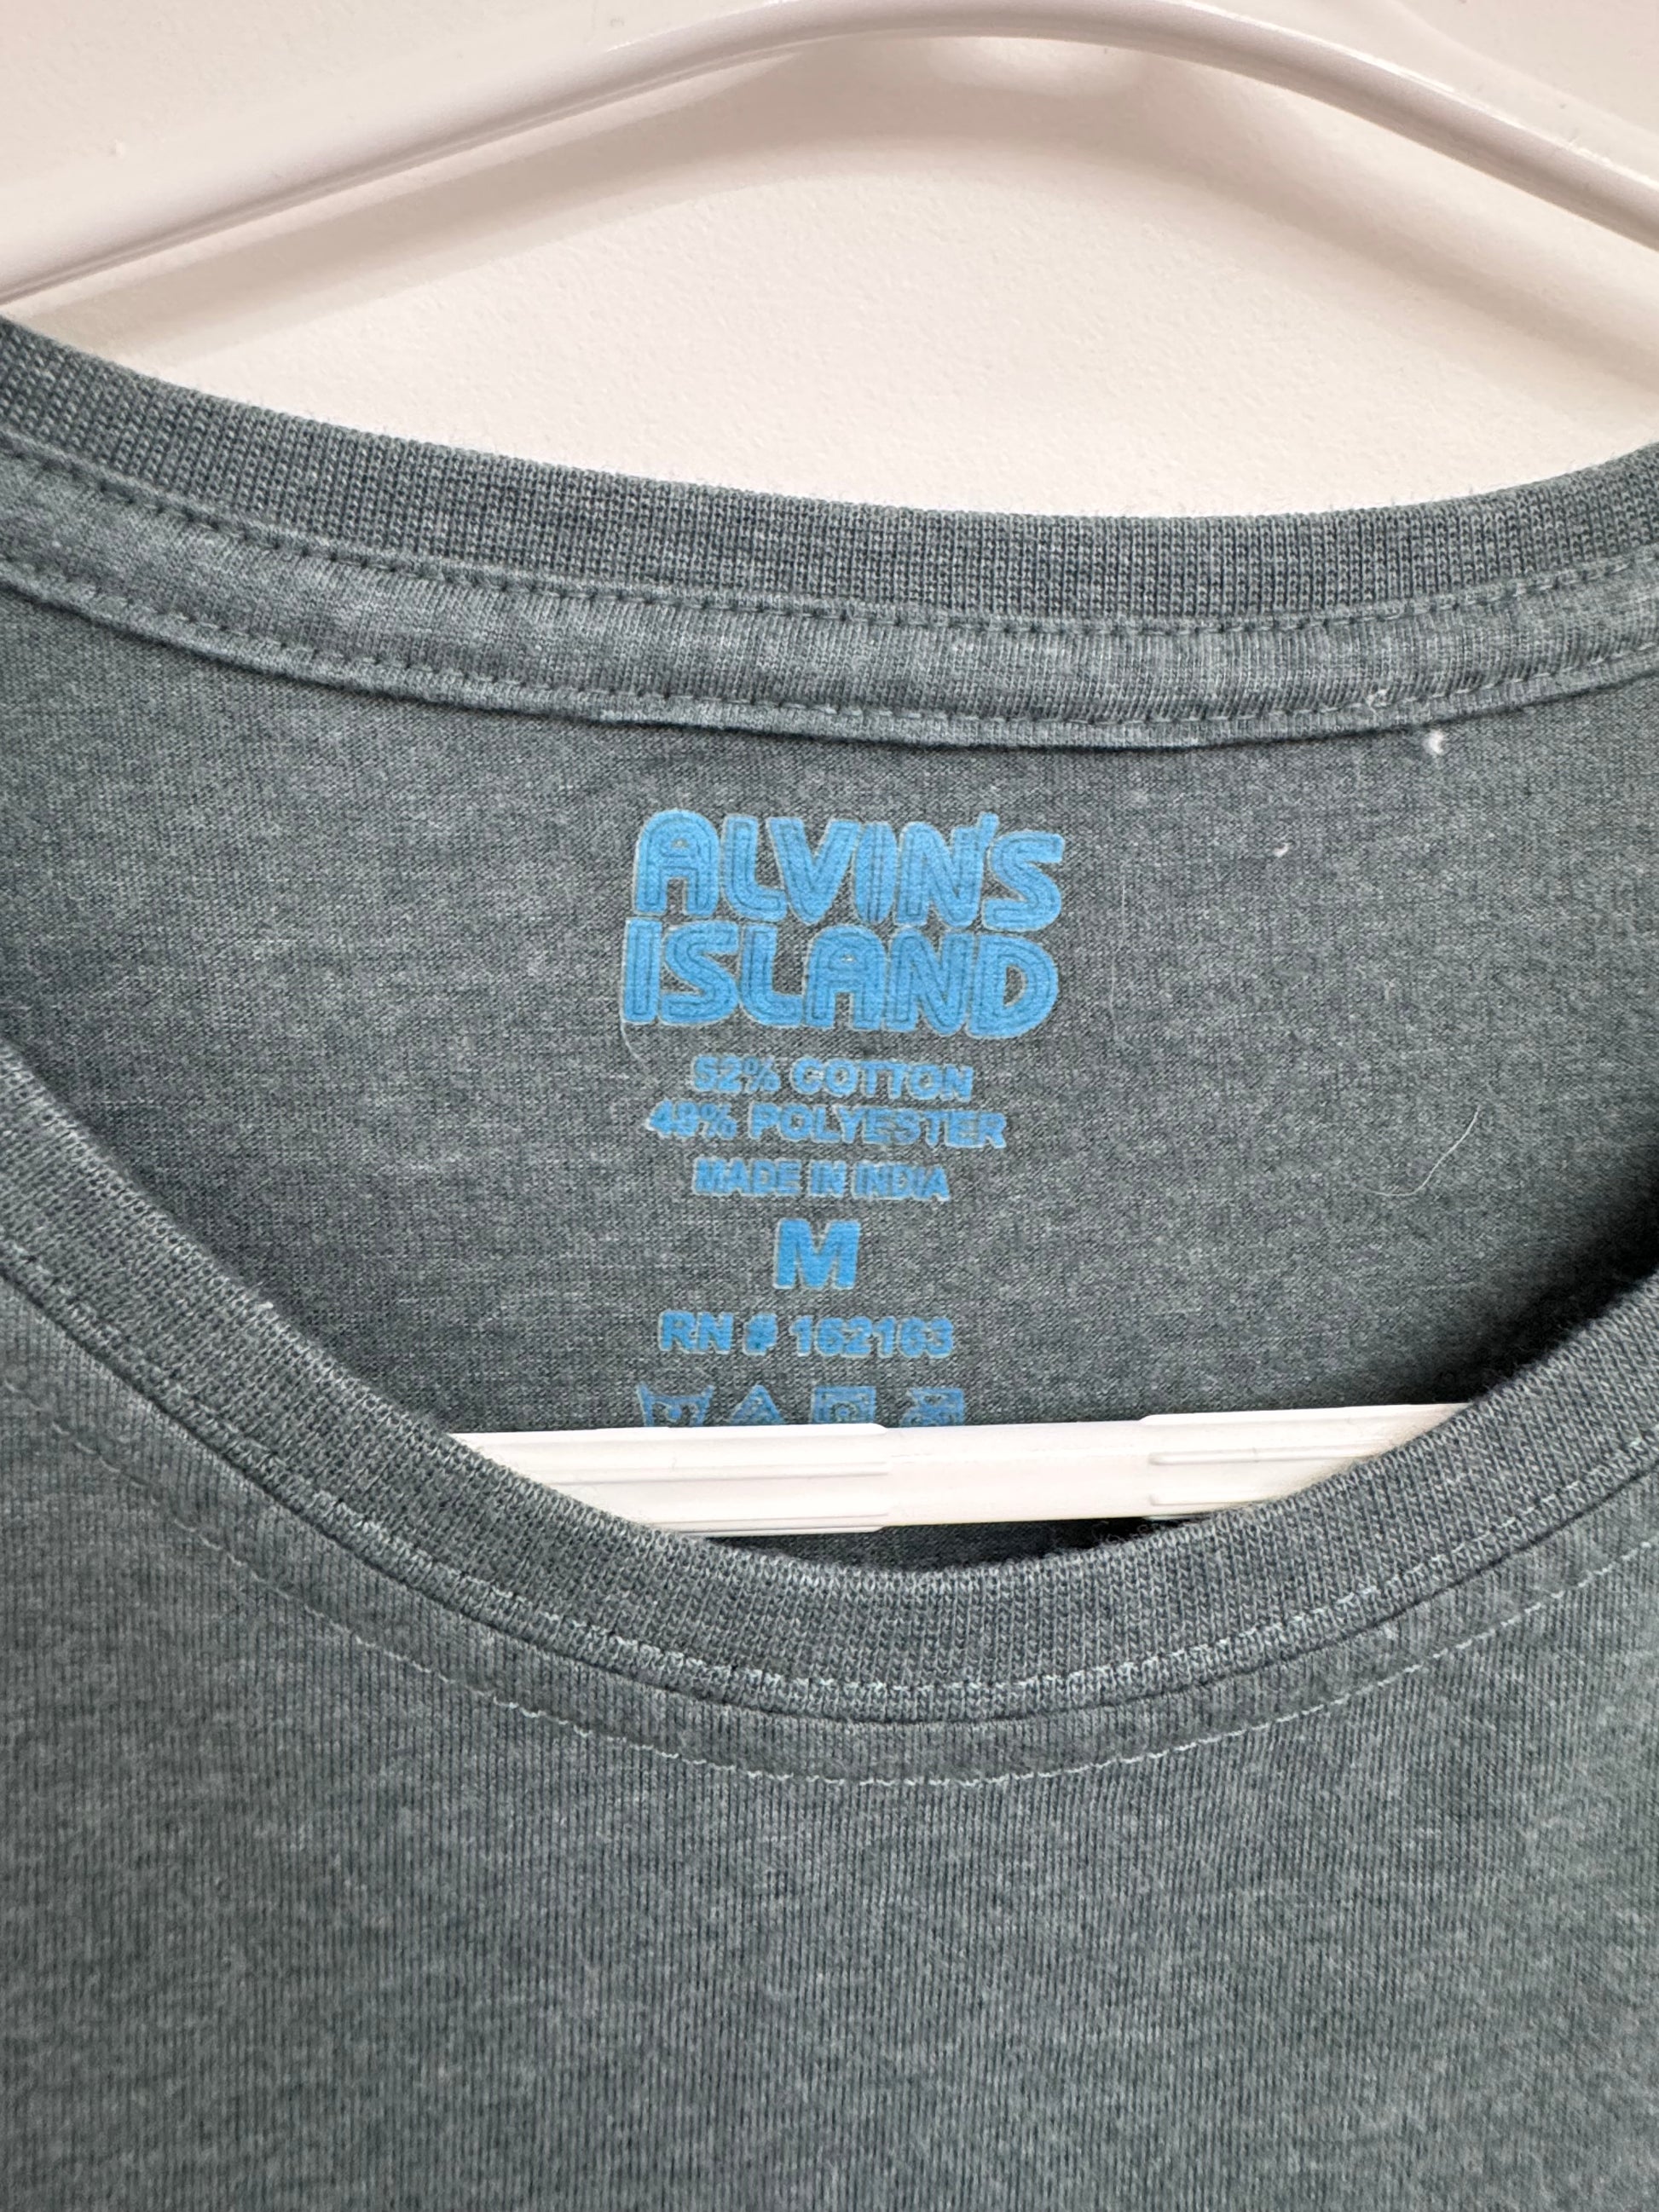 ALVIN'S
ISLAND
52% COTTON
48% POLYESTER
MADE IN INDIA
M
RN # 162163